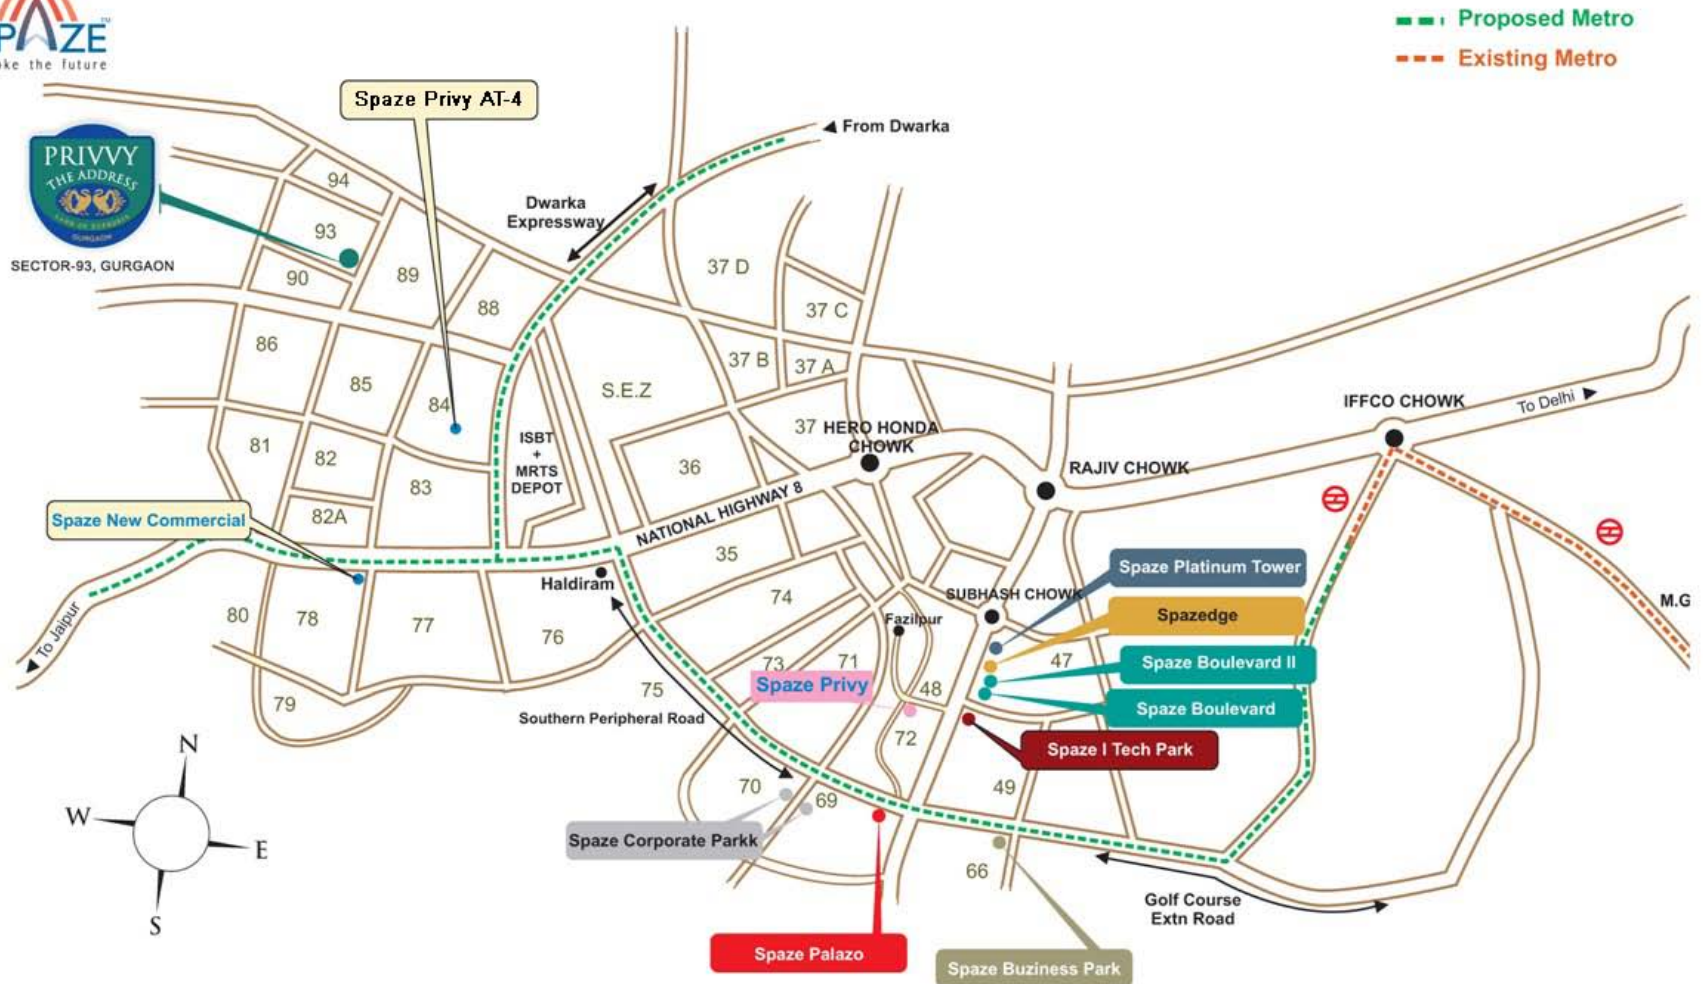 PAZE
TM
ke the future
Proposed Metro
Existing Metro
Spaze Privy AT-4
From Dwarka
PRIVVY
THE ADDRESS
GURGAON
SECTOR-93, GURGAON
Dwarka
Expressway
94
93
90
89
88
37 D
37 C
86
85
84
37 B
37 A
S.E.Z
IFFCO CHOWK
To Delhi
81
82
83
82A
ISBT
+
MRTS
DEPOT
36
37
HERO HONDA
CHOWK
RAJIV CHOWK
NATIONAL HIGHWAY 8
Spaze New Commercial
35
Haldiram
Spaze Platinum Tower
SUBHASH CHOWK
Spazedge
M.G
To Jaipur
80
78
77
76
74
Fazilpur
73
71
47
Spaze Boulevard II
Spaze Privy
48
75
79
Southern Peripheral Road
Spaze Boulevard
72
Spaze I Tech Park
N
W
E
S
70
69
49
Spaze Corporate Parkk
66
Golf Course
Extn Road
Spaze Palazo
Spaze Buziness Park